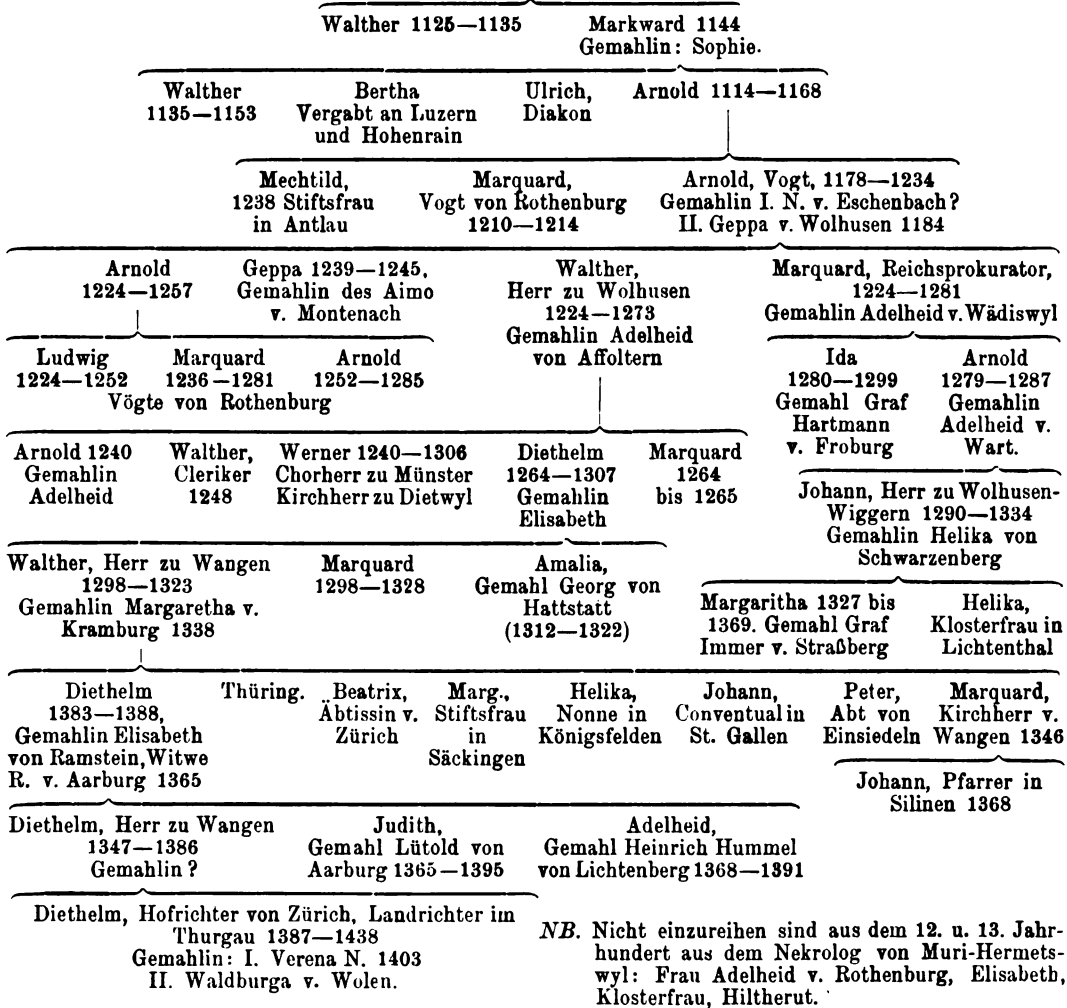 Walther 1125—1135
Markward 1144
Gemahlin: Sophie.
Walther
1135—1153
Bertha
Vergabt an Luzern
und Hohenrain
Ulrich,
Diakon
Arnold 1114—1168
Mechtild,
1238 Stiftsfrau
in Antlau
Marquard,
Vogt von Rothenburg
1210—1214
Arnold, Vogt, 1178—1234
Gemahlin I. N. v. Eschenbach?
II. Geppa v. Wolhusen 1184
Arnold
1224—1257
Geppa 1239—1245,
Gemahlin des Aimo
v. Montenach
Walther,
Herr zu Wolhusen
1224—1273
Gemahlin Adelheid
von Affoltern
Marquard, Reichsprokurator,
1224—1281
Gemahlin Adelheid v. Wädiswyl
Ludwig
1224—1252
Marquard
1236—1281
Arnold
1252—1285
Vögte von Rothenburg
Ida
1280—1299
Gemahl Graf
Hartmann
v. Froburg
Arnold
1279—1287
Gemahlin
Adelheid v.
Wart.
Arnold 1240
Gemahlin
Adelheid
Walther,
Cleriker
1248
Werner 1240—1306
Chorherr zu Münster
Kirchherr zu Dietwyl
Diethelm
1264—1307
Gemahlin
Elisabeth
Marquard
1264
bis 1265
Johann, Herr zu Wolhusen-
Wiggern 1290—1334
Gemahlin Helika von
Schwarzenberg
Walther, Herr zu Wangen
1298—1323
Gemahlin Margaretha v.
Kramburg 1338
Marquard
1298—1328
Amalia,
Gemahl Georg von
Hattstatt
(1312—1322)
Margaritha 1327 bis
1369. Gemahl Graf
Immer v. Straßberg
Helika,
Klosterfrau in
Lichtenthal
Diethelm
1383—1388,
Gemahlin Elisabeth
von Ramstein, Witwe
R. v. Aarburg 1365
Thüring.
Beatrix,
Äbtissin v.
Zürich
Marg.,
Stiftsfrau
in
Säckingen
Helika,
Nonne in
Königsfelden
Johann,
Conventual in
St. Gallen
Peter,
Abt von
Einsiedeln
Marquard,
Kirchherr v.
Wangen 1346
Johann, Pfarrer in
Silinen 1368
Diethelm, Herr zu Wangen
1347—1386
Gemahlin?
Judith,
Gemahl Lütold von
Aarburg 1365—1395
Adelheid,
Gemahl Heinrich Hummel
von Lichtenberg 1368—1391
Diethelm, Hofrichter von Zürich, Landrichter im
Thurgau 1387—1438
Gemahlin: I. Verena N. 1403
II. Waldburga v. Wolen.
NB. Nicht einzureihen sind aus dem 12. u. 13. Jahr-
hundert aus dem Nekrolog von Muri-Hermets-
wyl: Frau Adelheid v. Rothenburg, Elisabeth,
Klosterfrau, Hiltherut.